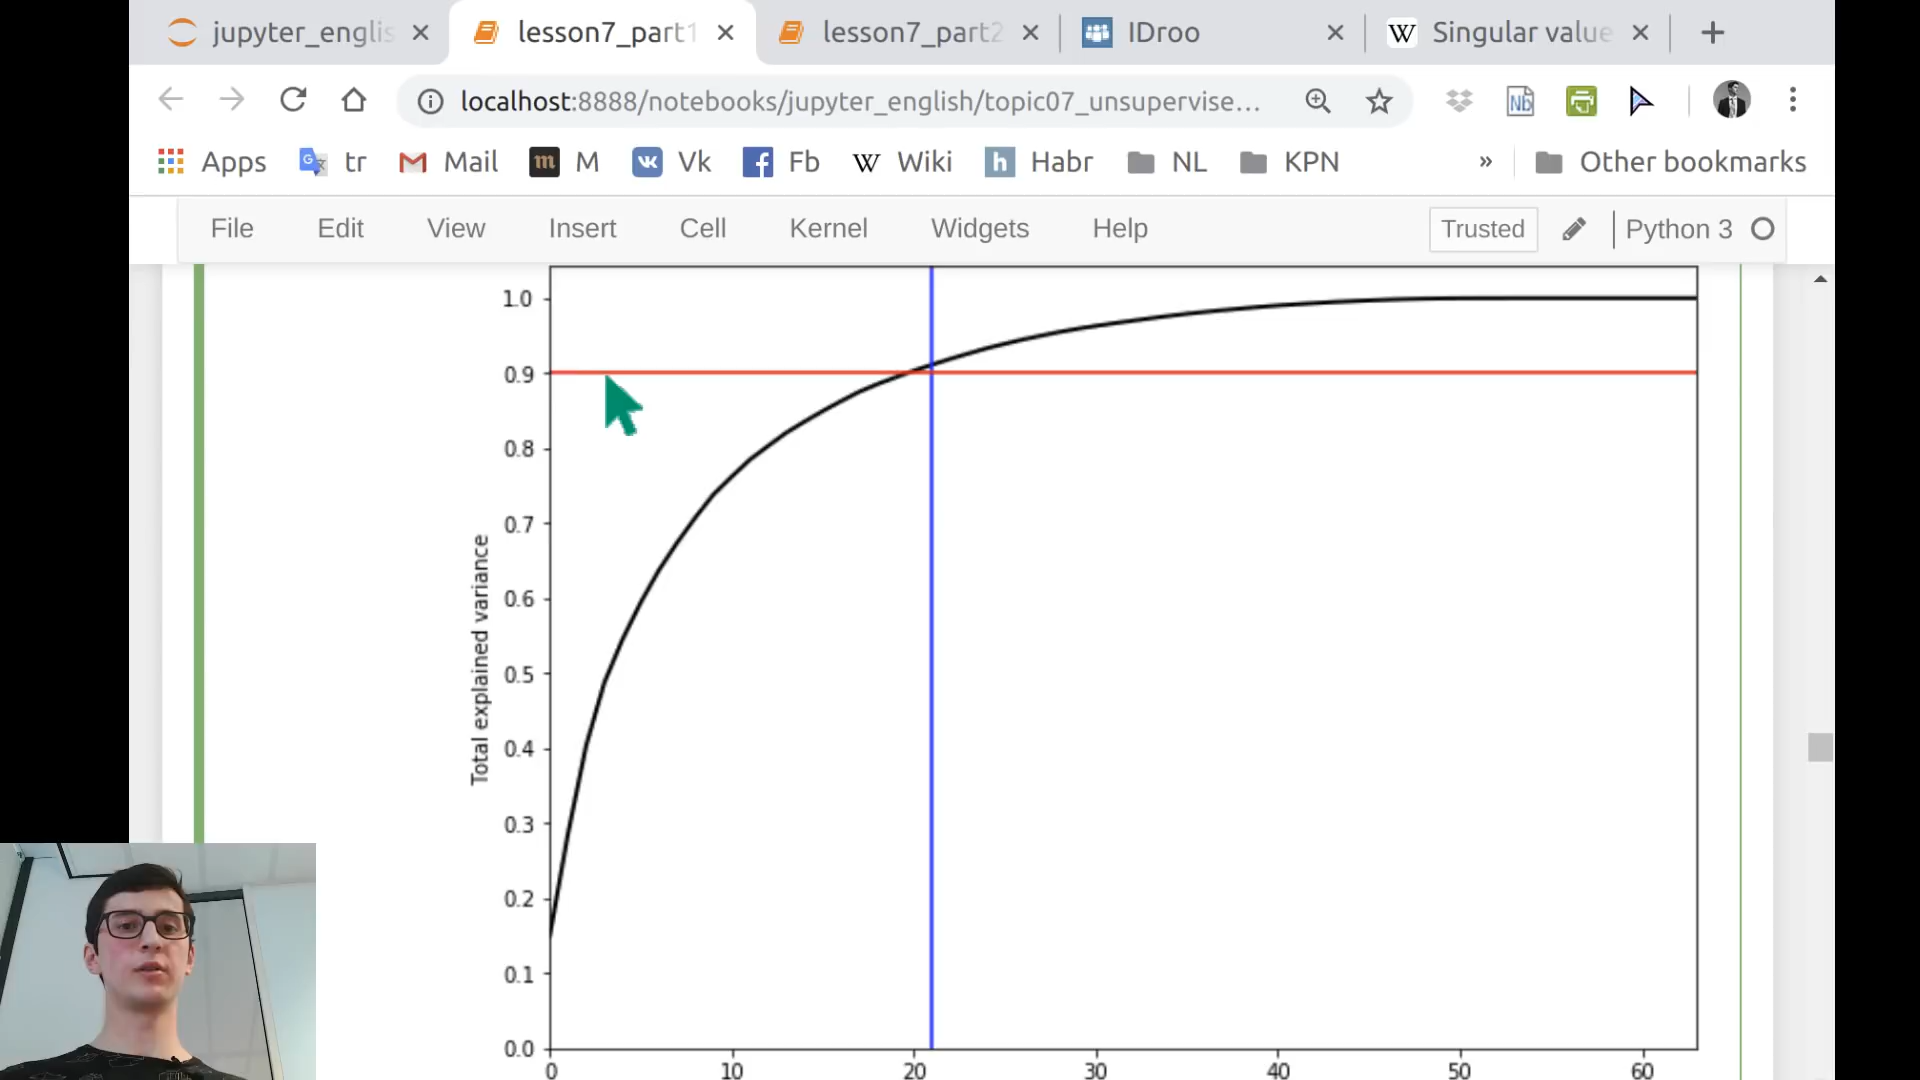 jupyter_englis
lesson7_part1
lesson7_part2
IDroo
W Singular value
localhost:8888/notebooks/jupyter_english/topic07_unsupervise...
Nb
Apps
G tr
Mail
m M
Vk
f Fb
W Wiki
h Habr
NL
KPN
»
Other bookmarks
File Edit View Insert Cell Kernel Widgets Help
Trusted
Python 3
Total explained variance
1.0
0.9
0.8
0.7
0.6
0.5
0.4
0.3
0.2
0.1
0.0
0 10 20 30 40 50 60